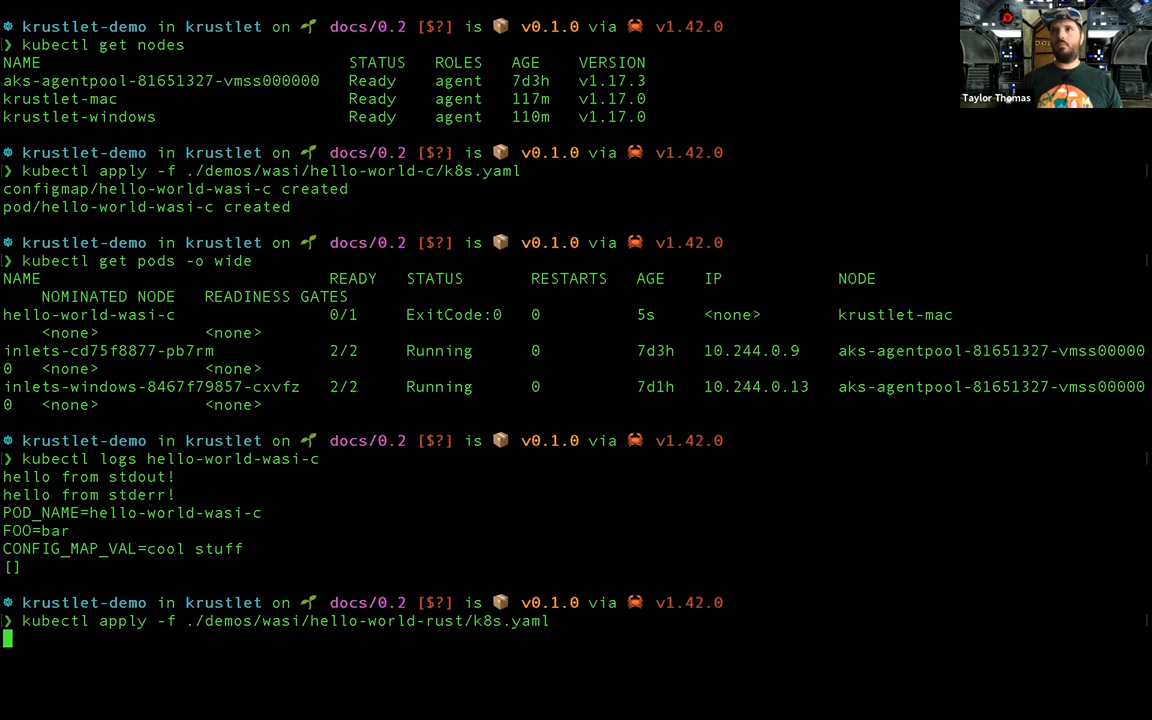 krustlet-demo in krustlet on docs/0.2 [$?] is v0.1.0 via v1.42.0
❯ kubectl get nodes
NAME STATUS ROLES AGE VERSION
aks-agentpool-81651327-vmss000000 Ready agent 7d3h v1.17.3
krustlet-mac Ready agent 117m v1.17.0
krustlet-windows Ready agent 110m v1.17.0
Taylor Thomas
krustlet-demo in krustlet on docs/0.2 [$?] is v0.1.0 via v1.42.0
❯ kubectl apply -f ./demos/wasi/hello-world-c/k8s.yaml
configmap/hello-world-wasi-c created
pod/hello-world-wasi-c created
krustlet-demo in krustlet on docs/0.2 [$?] is v0.1.0 via v1.42.0
❯ kubectl get pods -o wide
NAME READY STATUS RESTARTS AGE IP NODE
NOMINATED NODE READINESS GATES
hello-world-wasi-c 0/1 ExitCode:0 0 5s <none> krustlet-mac
<none> <none>
inlets-cd75f8877-pb7rm 2/2 Running 0 7d3h 10.244.0.9 aks-agentpool-81651327-vmss00000
0 <none> <none>
inlets-windows-8467f79857-cxvfz 2/2 Running 0 7d1h 10.244.0.13 aks-agentpool-81651327-vmss00000
0 <none> <none>
krustlet-demo in krustlet on docs/0.2 [$?] is v0.1.0 via v1.42.0
❯ kubectl logs hello-world-wasi-c
hello from stdout!
hello from stderr!
POD_NAME=hello-world-wasi-c
FOO=bar
CONFIG_MAP_VAL=cool stuff
[]
krustlet-demo in krustlet on docs/0.2 [$?] is v0.1.0 via v1.42.0
❯ kubectl apply -f ./demos/wasi/hello-world-rust/k8s.yaml